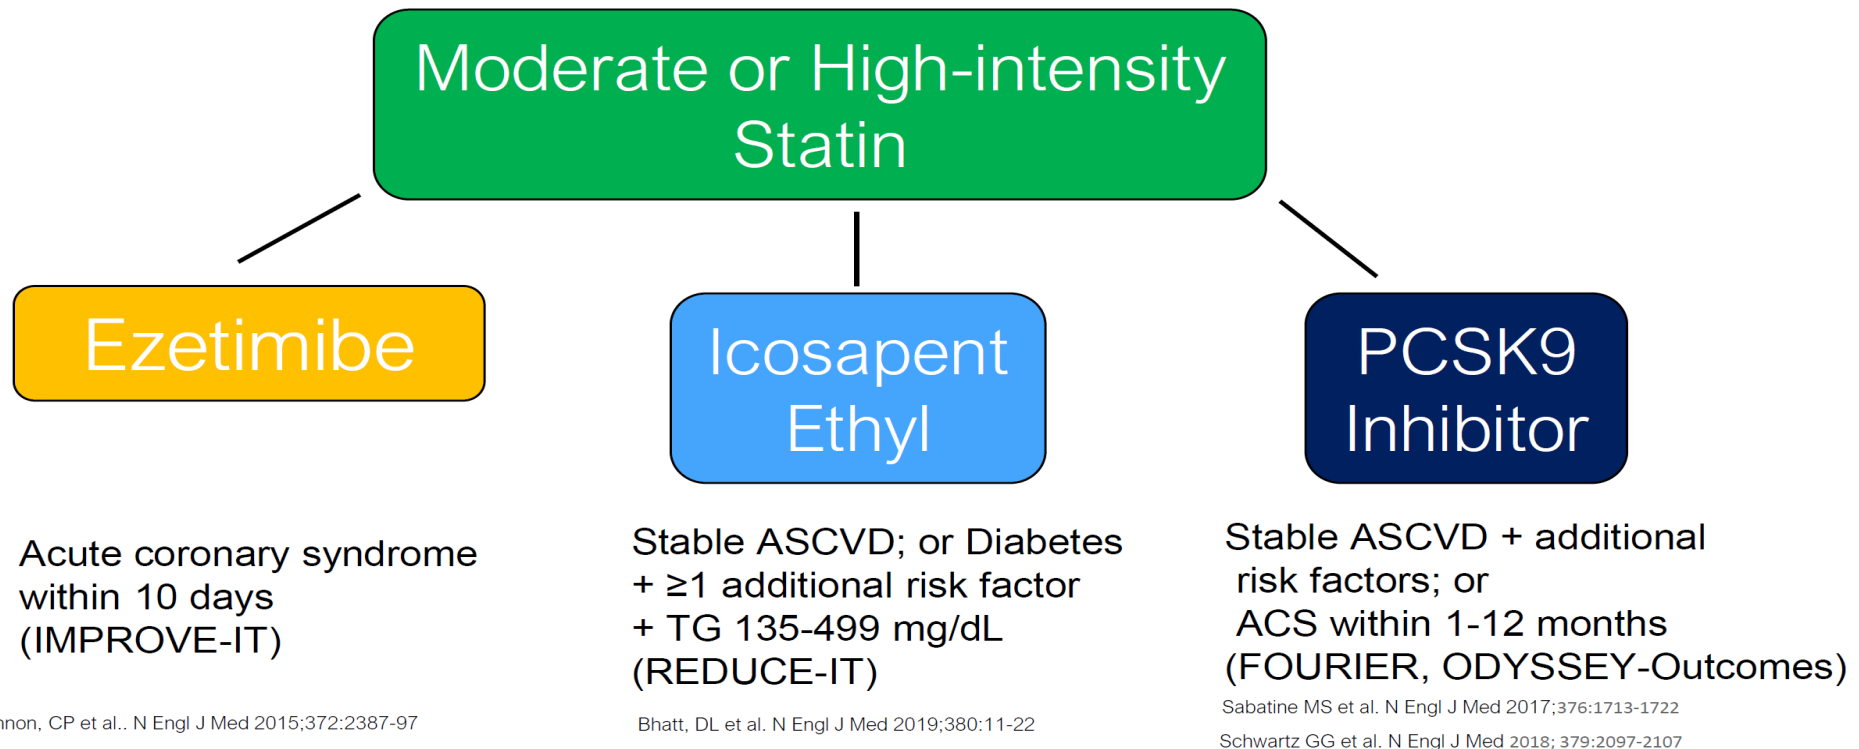 Moderate or High-intensity
Statin
Ezetimibe
Icosapent
Ethyl
PCSK9
Inhibitor
Acute coronary syndrome
within 10 days
(IMPROVE-IT)
Stable ASCVD; or Diabetes
+ ≥1 additional risk factor
+ TG 135-499 mg/dL
(REDUCE-IT)
Stable ASCVD + additional
risk factors; or
ACS within 1-12 months
(FOURIER, ODYSSEY-Outcomes)
CP et al.. N Engl J Med 2015;372:2387-97
Bhatt, DL et al. N Engl J Med 2019;380:11-22
Sabatine MS et al. N Engl J Med 2017;376:1713-1722
Schwartz GG et al. N Engl J Med 2018; 379:2097-2107